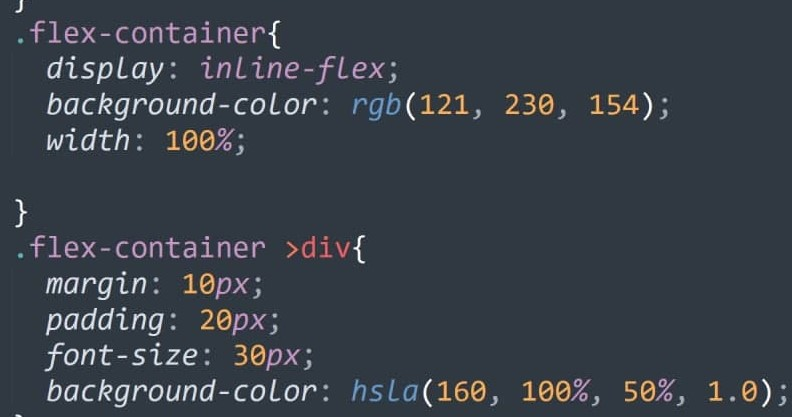 }
.flex-container{
display: inline-flex;
background-color: rgb(121, 230, 154);
width: 100%;
}
.flex-container >div{
margin: 10px;
padding: 20px;
font-size: 30px;
background-color: hsla(160, 100%, 50%, 1.0);
}